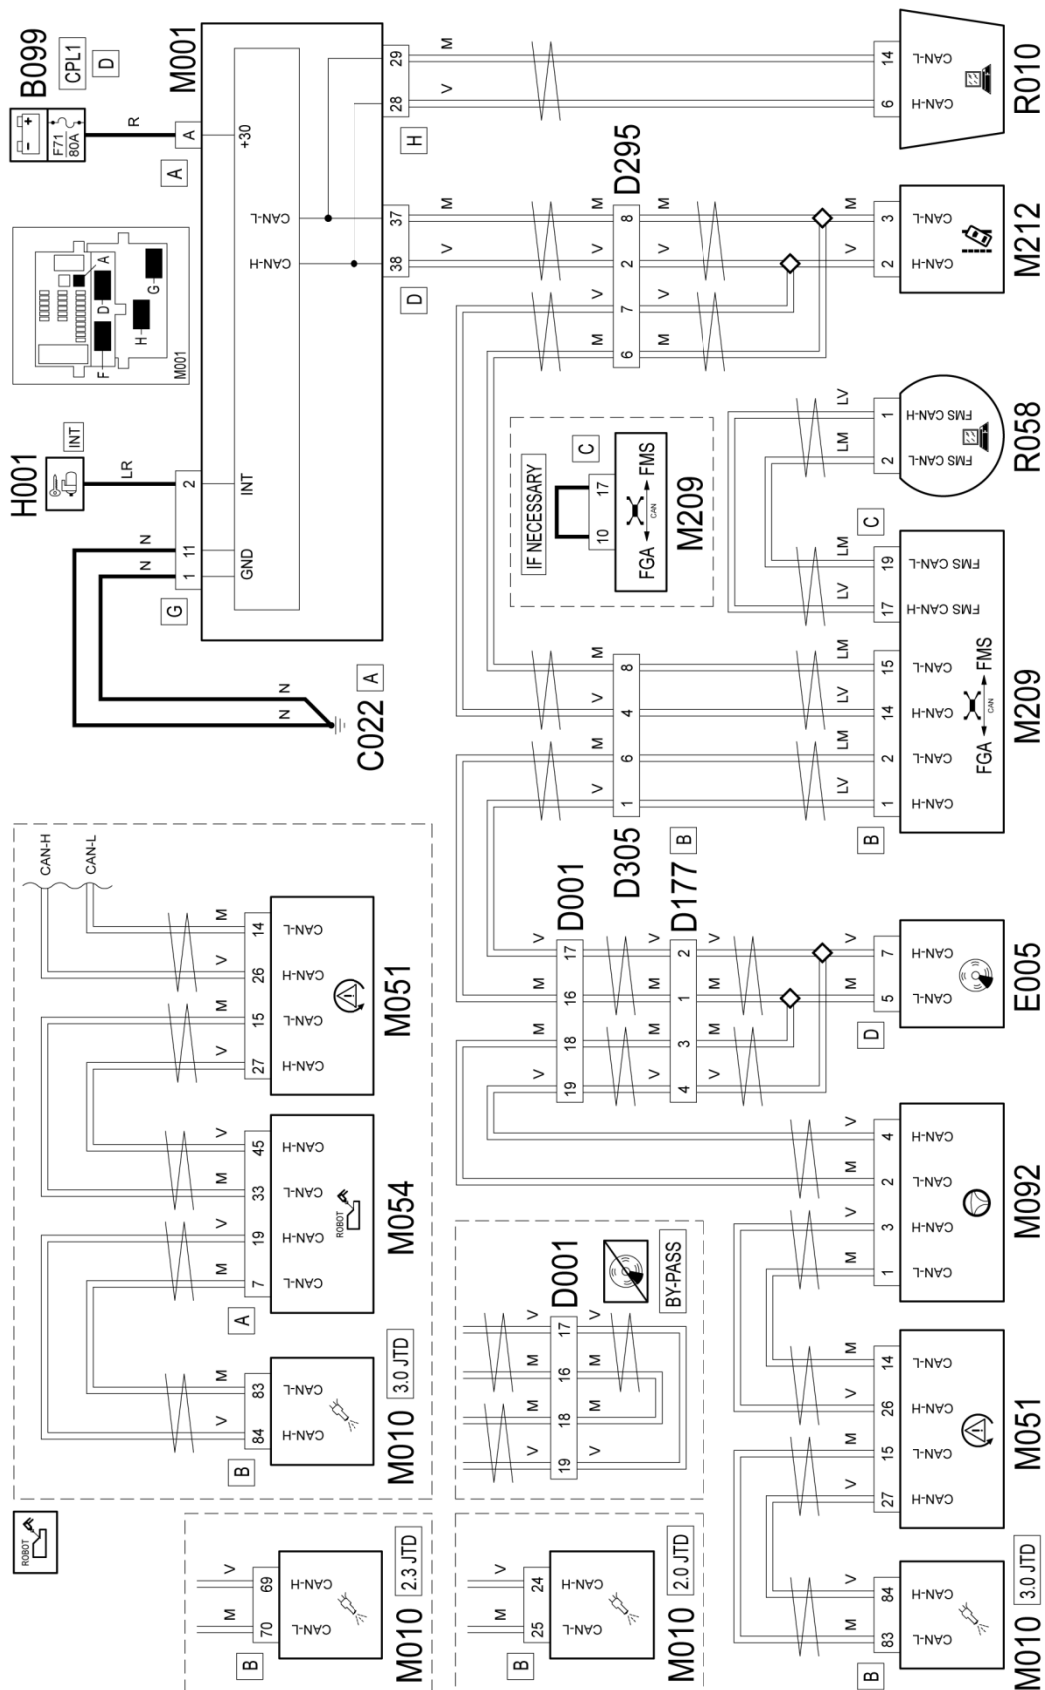 B099
CPL1
D
F71
80A
R
A
A
M001
+30
CAN-L
CAN-H
INT
GND
29
28
H
37
38
D
2
11
1
G
M
V
M
V
F
D
A
H
G
M001
H001
INT
LR
N
N
N
N
C022
A
14
6
CAN-L
CAN-H
R010
D295
M
V
V
M
8
2
7
6
M
V
V
M
M
V
3
2
CAN-L
CAN-H
M212
IF NECESSARY
C
10
17
FGA
CAN
FMS
M209
LV
LM
1
2
FMS CAN-H
FMS CAN-L
R058
C
LM
LV
19
17
FMS CAN-L
FMS CAN-H
M
V
M
V
8
4
6
1
D305
LM
LV
LM
LV
15
14
2
1
CAN-L
CAN-H
CAN-L
CAN-H
B
FGA
CAN
FMS
M209
D001
V
M
M
V
17
16
18
19
D177
B
V
M
M
V
2
1
3
4
V
M
M
V
V
M
7
5
CAN-H
CAN-L
D
E005
V
M
V
M
4
2
3
1
CAN-H
CAN-L
CAN-H
CAN-L
M092
M
V
M
V
14
26
15
27
CAN-L
CAN-H
CAN-L
CAN-H
M051
V
M
84
83
CAN-H
CAN-L
B
M010
3.0 JTD
CAN-H
CAN-L
M
V
M
V
14
26
15
27
CAN-L
CAN-H
CAN-L
CAN-H
M051
V
M
V
M
45
33
19
7
CAN-H
CAN-L
CAN-H
CAN-L
ROBOT
A
M054
M
V
83
84
CAN-L
CAN-H
B
M010
3.0 JTD
D001
BY-PASS
V
M
M
V
17
16
18
19
V
M
M
V
ROBOT
V
M
69
70
CAN-H
CAN-L
B
M010
2.3 JTD
V
M
24
25
CAN-H
CAN-L
B
M010
2.0 JTD